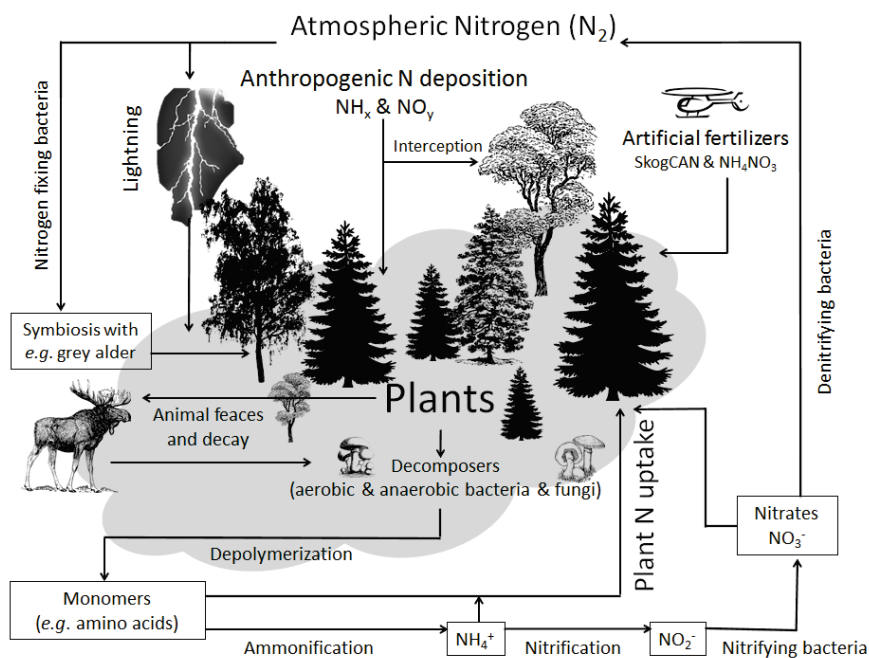 Atmospheric Nitrogen (N₂)
Anthropogenic N deposition
NHₓ & NOᵧ
Interception
Artificial fertilizers
SkogCAN & NH₄NO₃
Lightning
Nitrogen fixing bacteria
Denitrifying bacteria
Symbiosis with
e.g. grey alder
Plants
Animal feaces
and decay
Decomposers
(aerobic & anaerobic bacteria & fungi)
Plant N uptake
Nitrates
NO₃⁻
Depolymerization
Monomers
(e.g. amino acids)
Ammonification
NH₄⁺
Nitrification
NO₂⁻
Nitrifying bacteria